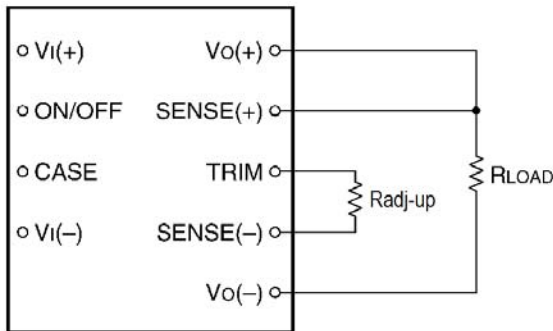 VI(+) VO(+)
ON/OFF SENSE(+)
CASE TRIM RLOAD
Radj-up
VI(–) SENSE(–)
VO(–)